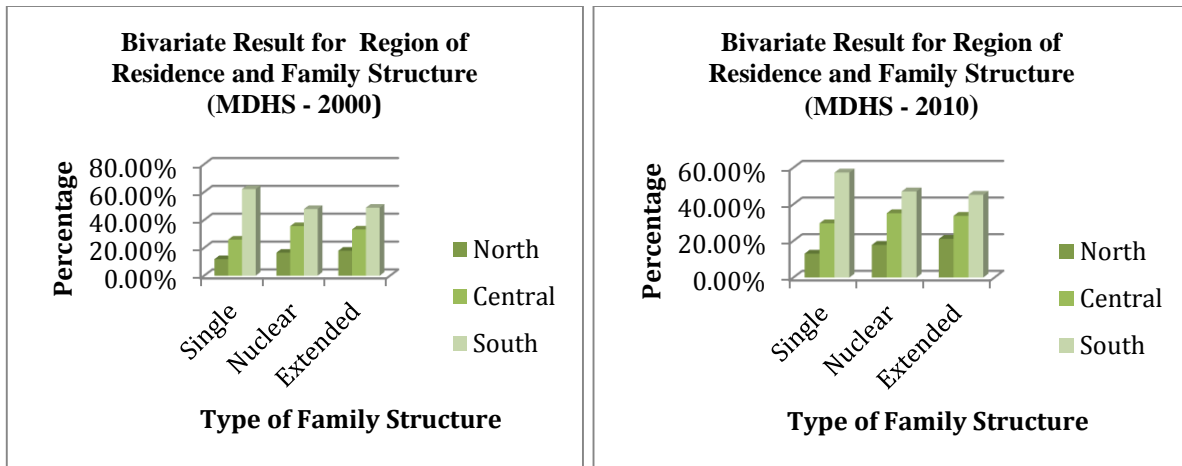 Bivariate Result for Region of
Residence and Family Structure
(MDHS - 2000)
Percentage
80.00%
60.00%
40.00%
20.00%
0.00%
North
Central
South
Single
Nuclear
Extended
Type of Family Structure
Bivariate Result for Region of
Residence and Family Structure
(MDHS - 2010)
Percentage
60.00%
40.00%
20.00%
0.00%
North
Central
South
Single
Nuclear
Extended
Type of Family Structure